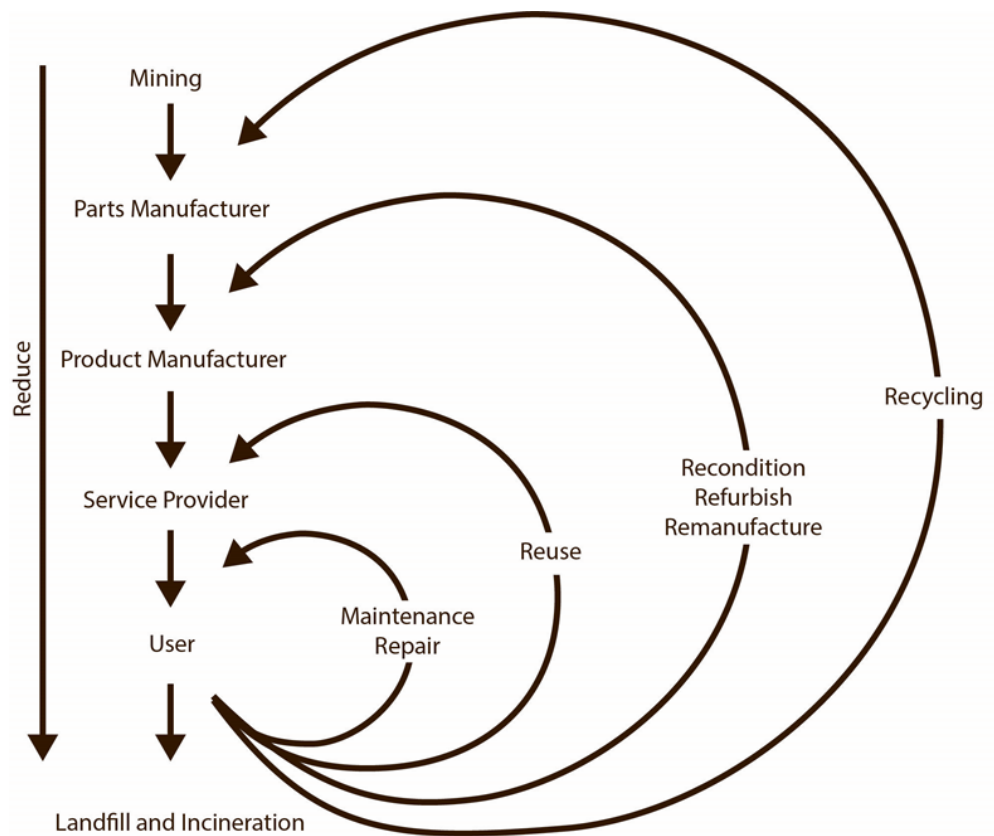 Mining
Parts Manufacturer
Product Manufacturer
Service Provider
User
Landfill and Incineration
Reduce
Maintenance
Repair
Reuse
Recondition
Refurbish
Remanufacture
Recycling